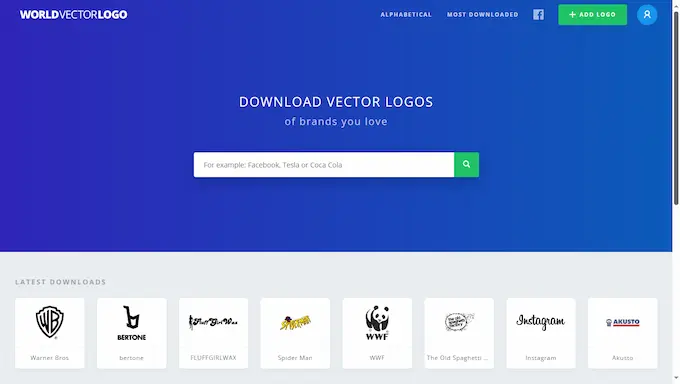 WORLDVECTORLOGO
ALPHABETICAL
MOST DOWNLOADED
ADD LOGO
DOWNLOAD VECTOR LOGOS
of brands you love
For example: Facebook, Tesla or Coca Cola
LATEST DOWNLOADS
WB
BERTONE
Fluff Girl Wax
WWF
Instagram
AKUSTO
Warner Bros
bertone
FLUFFGIRLWAX
Spider Man
WWF
The Old Spaghetti ...
Instagram
Akusto